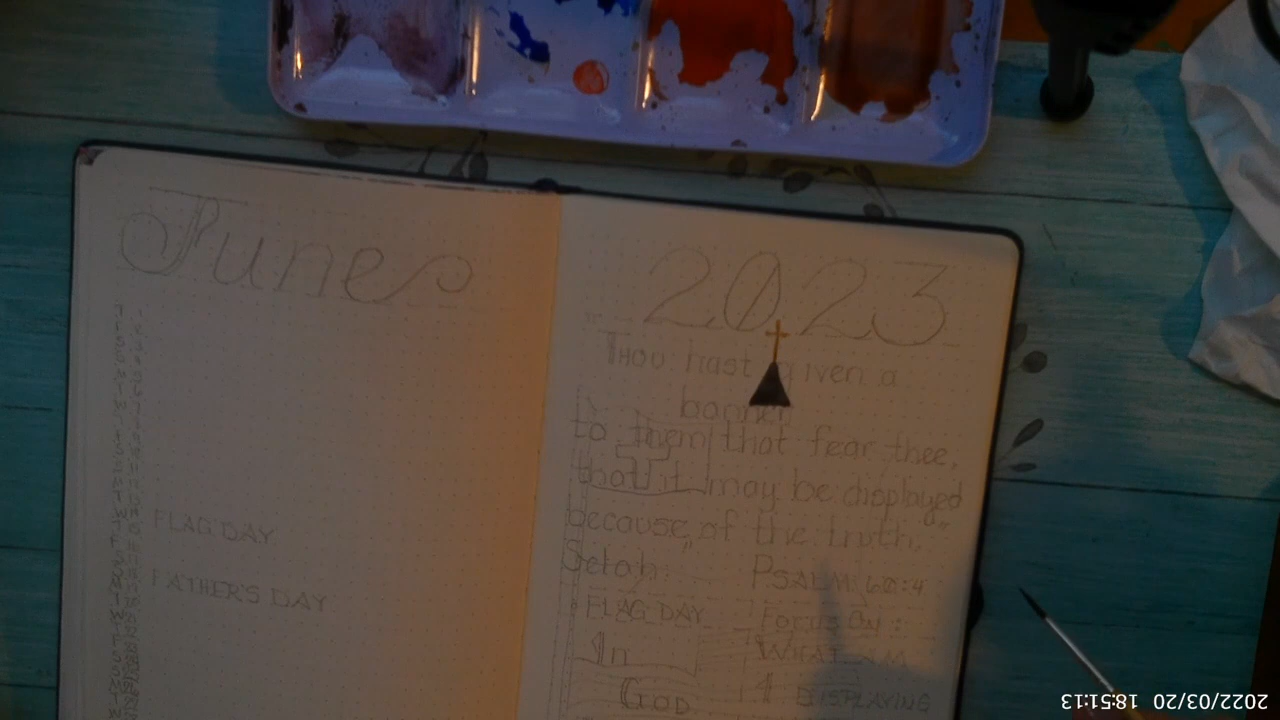 June
FLAG DAY
FATHER'S DAY
2023
THOU hast given a
banner
to them that fear thee,
that it may be displayed
because of the truth."
Selah.
PSALM 60:4
FLAG DAY
In
GOD
FOCUS ON:
WHAT AM
I DISPLAYING
2022/03/20 18:51:13